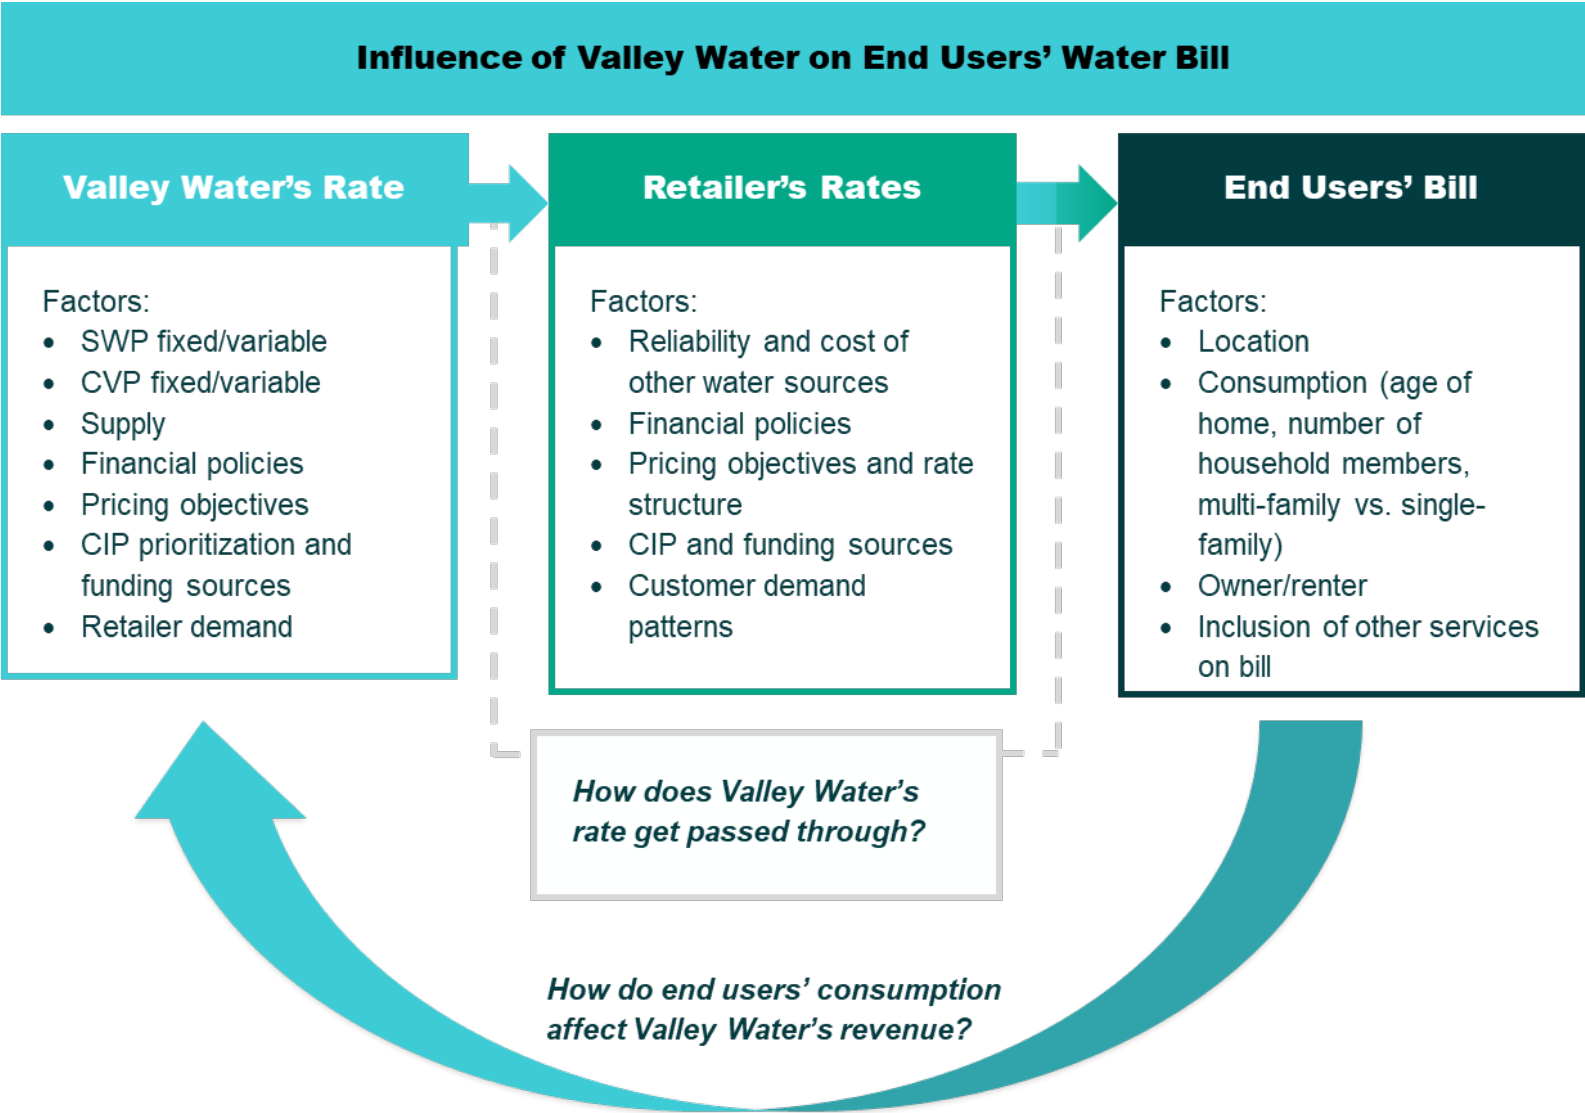 Influence of Valley Water on End Users’ Water Bill
Valley Water’s Rate
Factors:
• SWP fixed/variable
• CVP fixed/variable
• Supply
• Financial policies
• Pricing objectives
• CIP prioritization and
funding sources
• Retailer demand
Retailer’s Rates
Factors:
• Reliability and cost of
other water sources
• Financial policies
• Pricing objectives and rate
structure
• CIP and funding sources
• Customer demand
patterns
End Users’ Bill
Factors:
• Location
• Consumption (age of
home, number of
household members,
multi-family vs. single-
family)
• Owner/renter
• Inclusion of other services
on bill
How does Valley Water’s
rate get passed through?
How do end users’ consumption
affect Valley Water’s revenue?